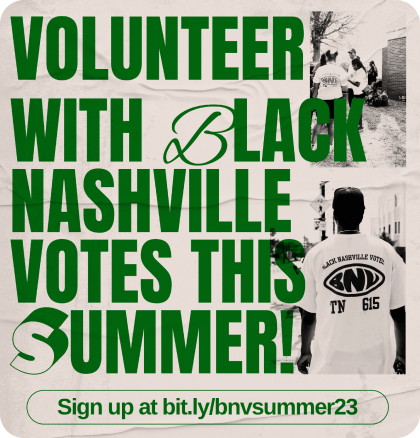 VOLUNTEER
WITH BLACK
NASHVILLE
VOTES THIS
SUMMER!
BLACK NASHVILLE VOTES
BNV
TN 615
Sign up at bit.ly/bnvsummer23